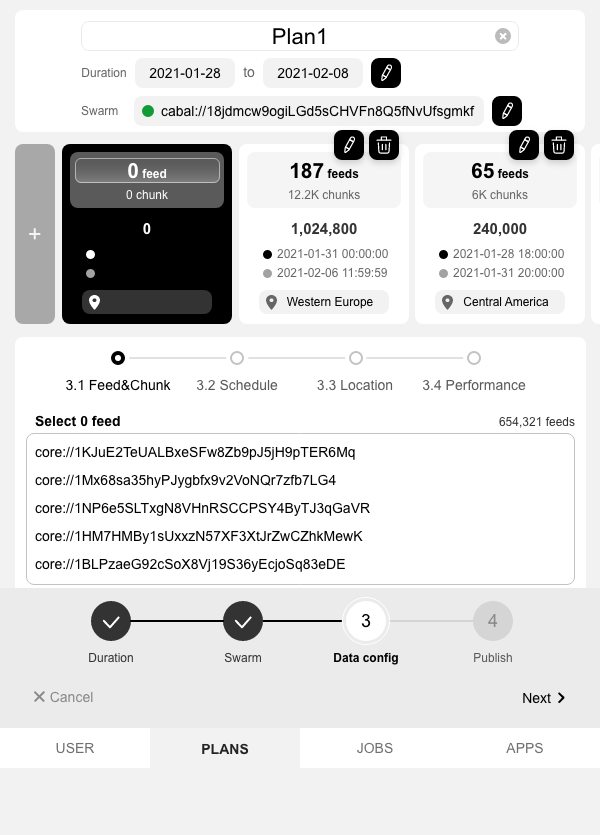 Plan1
Duration 2021-01-28 to 2021-02-08
Swarm cabal://18jdmcw9ogiLGd5sCHVFn8Q5fNvUfsgmkf
+
0 feed
0 chunk
0
187 feeds
12.2K chunks
1,024,800
2021-01-31 00:00:00
2021-02-06 11:59:59
Western Europe
65 feeds
6K chunks
240,000
2021-01-28 18:00:00
2021-01-31 20:00:00
Central America
3.1 Feed&Chunk 3.2 Schedule 3.3 Location 3.4 Performance
Select 0 feed 654,321 feeds
core://1KJuE2TeUALBxeSFw8Zb9pJ5jH9pTER6Mq
core://1Mx68sa35hyPJygbfx9v2VoNQr7zfb7LG4
core://1NP6e5SLTxgN8VHnRSCCPSY4ByTJ3qGaVR
core://1HM7HMBy1sUxxzN57XF3XtJrZwCZhkMewK
core://1BLPzaeG92cSoX8Vj19S36yEcjoSq83eDE
3 4
Duration Swarm Data config Publish
Cancel Next
USER PLANS JOBS APPS